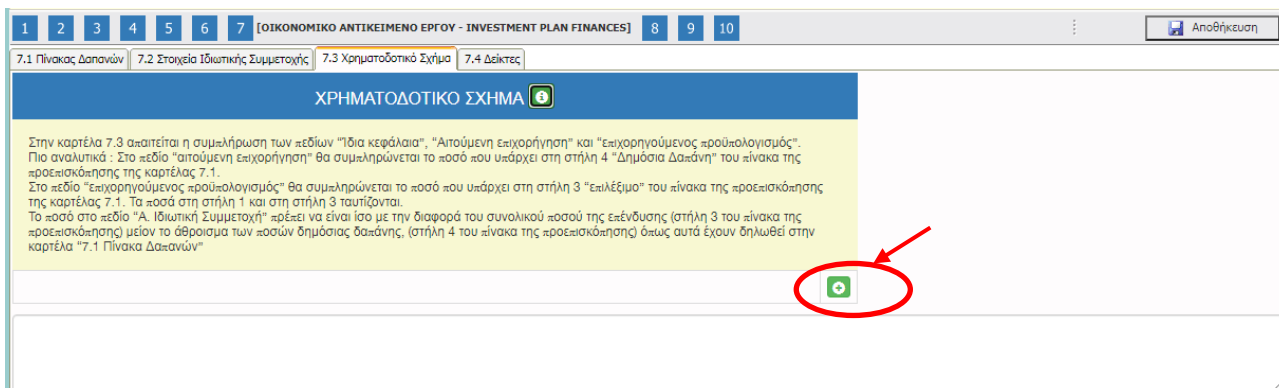 1 2 3 4 5 6 7 [ΟΙΚΟΝΟΜΙΚΟ ΑΝΤΙΚΕΙΜΕΝΟ ΕΡΓΟΥ - INVESTMENT PLAN FINANCES] 8 9 10 Αποθήκευση
7.1 Πίνακας Δαπανών 7.2 Στοιχεία Ιδιωτικής Συμμετοχής 7.3 Χρηματοδοτικό Σχήμα 7.4 Δείκτες
ΧΡΗΜΑΤΟΔΟΤΙΚΟ ΣΧΗΜΑ
Στην καρτέλα 7.3 απαιτείται η συμπλήρωση των πεδίων "Ίδια κεφάλαια", "Αιτούμενη επιχορήγηση" και "επιχορηγούμενος προϋπολογισμός".
Πιο αναλυτικά : Στο πεδίο "αιτούμενη επιχορήγηση" θα συμπληρώνεται το ποσό που υπάρχει στη στήλη 4 "Δημόσια Δαπάνη" του πίνακα της
προεπισκόπησης της καρτέλας 7.1.
Στο πεδίο "επιχορηγούμενος προϋπολογισμός" θα συμπληρώνεται το ποσό που υπάρχει στη στήλη 3 "επιλέξιμο" του πίνακα της προεπισκόπησης
της καρτέλας 7.1. Τα ποσά στη στήλη 1 και στη στήλη 3 ταυτίζονται.
Το ποσό στο πεδίο "Α. Ιδιωτική Συμμετοχή" πρέπει να είναι ίσο με την διαφορά του συνολικού ποσού της επένδυσης (στήλη 3 του πίνακα της
προεπισκόπησης) μείον το άθροισμα των ποσών δημόσιας δαπάνης, (στήλη 4 του πίνακα της προεπισκόπησης) όπως αυτά έχουν δηλωθεί στην
καρτέλα "7.1 Πίνακα Δαπανών"